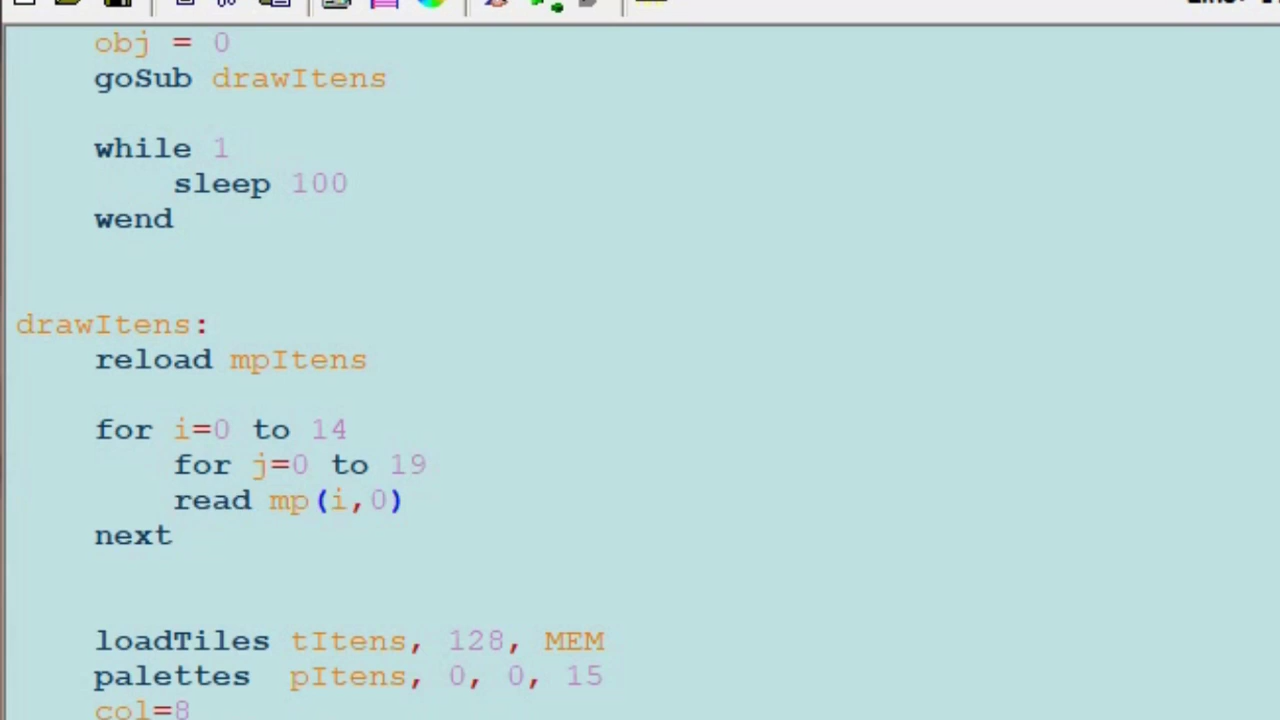 obj = 0
goSub drawItens
while 1
sleep 100
wend
drawItens:
reload mpItens
for i=0 to 14
for j=0 to 19
read mp(i,0)
next
loadTiles tItens, 128, MEM
palettes pItens, 0, 0, 15
col=8